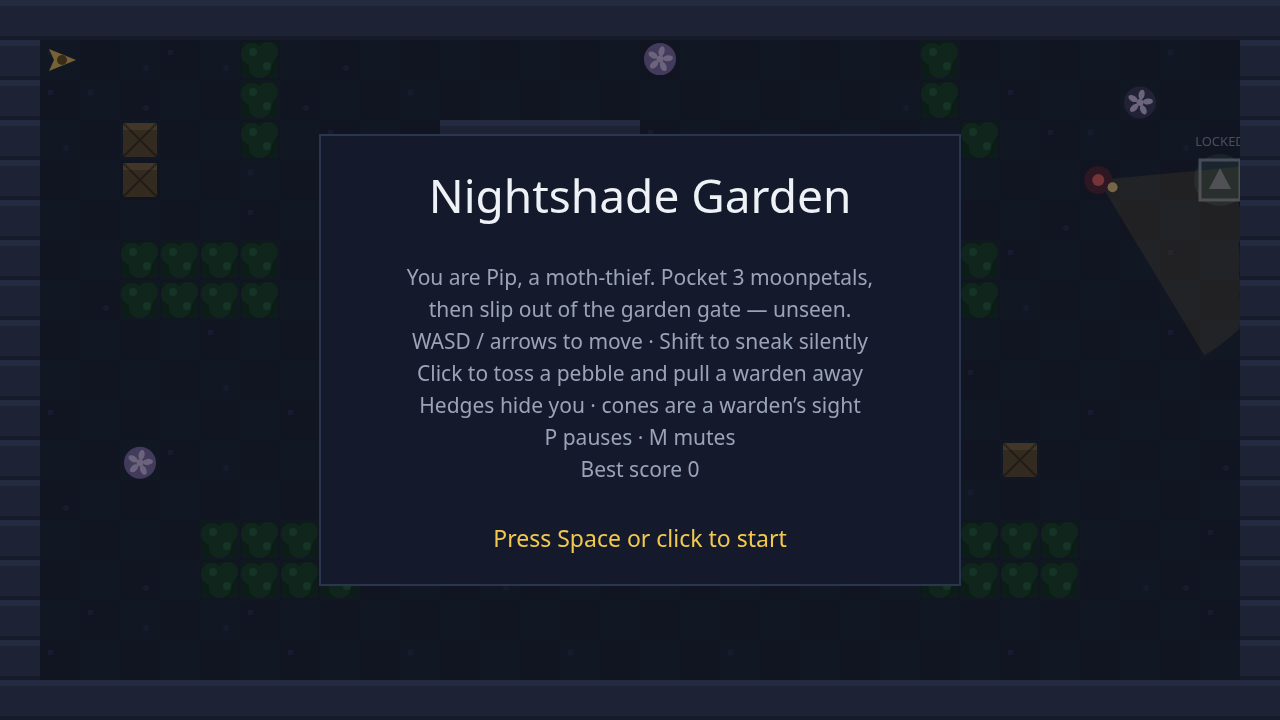 LOCKED
Nightshade Garden
You are Pip, a moth-thief. Pocket 3 moonpetals,
then slip out of the garden gate — unseen.
WASD / arrows to move · Shift to sneak silently
Click to toss a pebble and pull a warden away
Hedges hide you · cones are a warden’s sight
P pauses · M mutes
Best score 0
Press Space or click to start